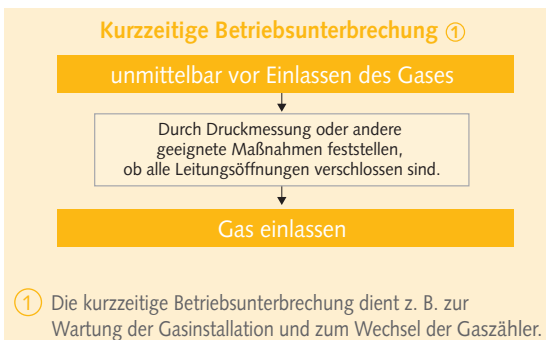 Kurzzeitige Betriebsunterbrechung ①
unmittelbar vor Einlassen des Gases
Durch Druckmessung oder andere
geeignete Maßnahmen feststellen,
ob alle Leitungsöffnungen verschlossen sind.
Gas einlassen
① Die kurzzeitige Betriebsunterbrechung dient z. B. zur
Wartung der Gasinstallation und zum Wechsel der Gaszähler.